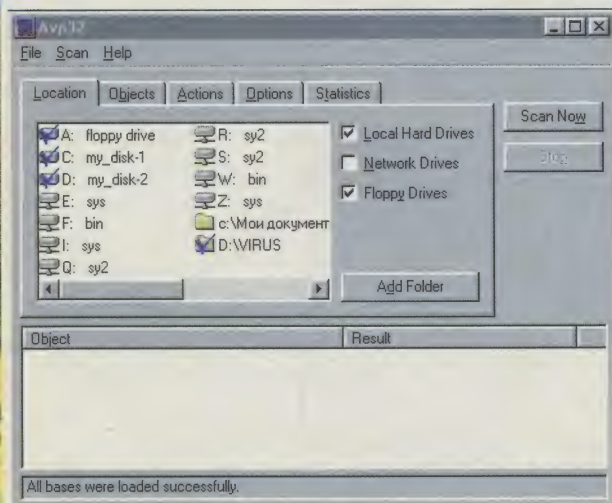 Avp32
File Scan Help
Location Objects Actions Options Statistics
A: floppy drive
C: my_disk-1
D: my_disk-2
E: sys
F: bin
I: sys
Q: sy2
R: sy2
S: sy2
W: bin
Z: sys
c:\Мои документ
D:\VIRUS
Local Hard Drives
Network Drives
Floppy Drives
Add Folder
Scan Now
Stop
Object Result
All bases were loaded successfully.